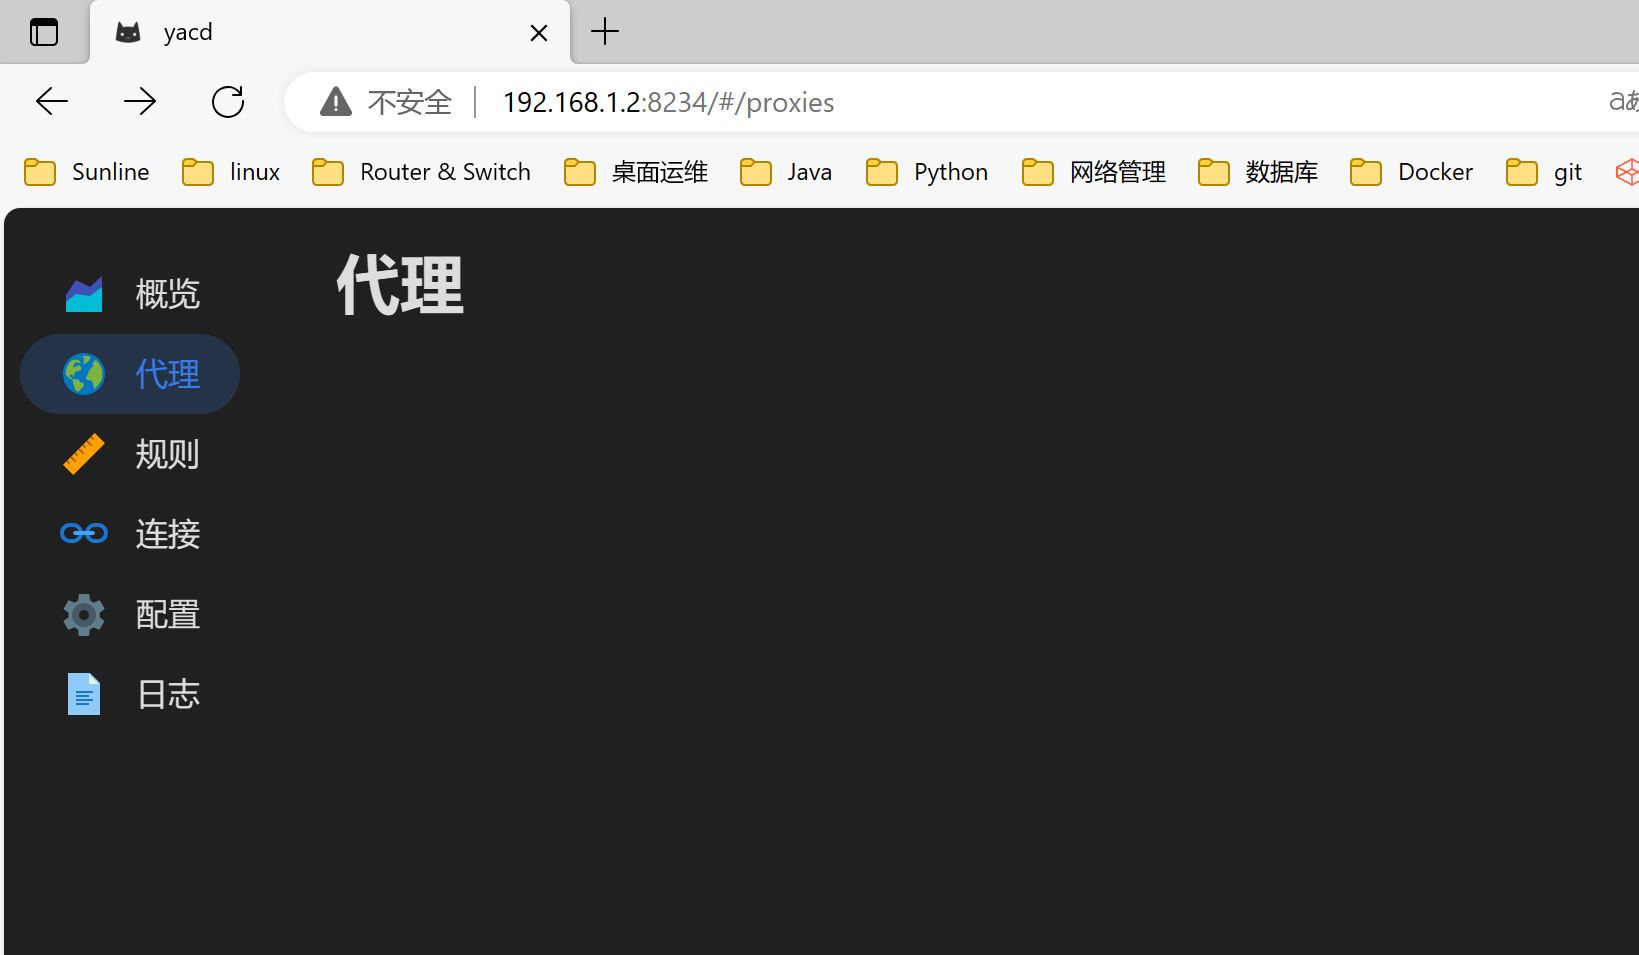 yacd
不安全 192.168.1.2:8234/#/proxies aあ
Sunline linux Router & Switch 桌面运维 Java Python 网络管理 数据库 Docker git
代理
概览
代理
规则
连接
配置
日志